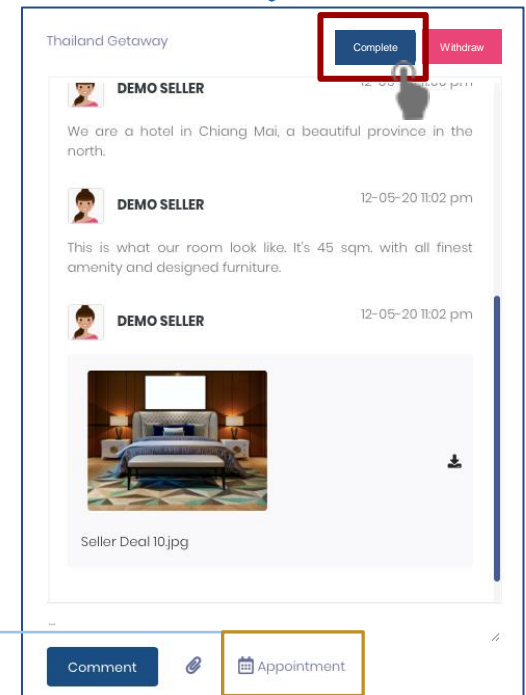 Thailand Getaway
Complete
Withdraw
DEMO SELLER
We are a hotel in Chiang Mai, a beautiful province in the
north.
DEMO SELLER
12-05-20 11:02 pm
This is what our room look like. It's 45 sqm. with all finest
amenity and designed furniture.
DEMO SELLER
12-05-20 11:02 pm
Seller Deal 10.jpg
Comment
Appointment